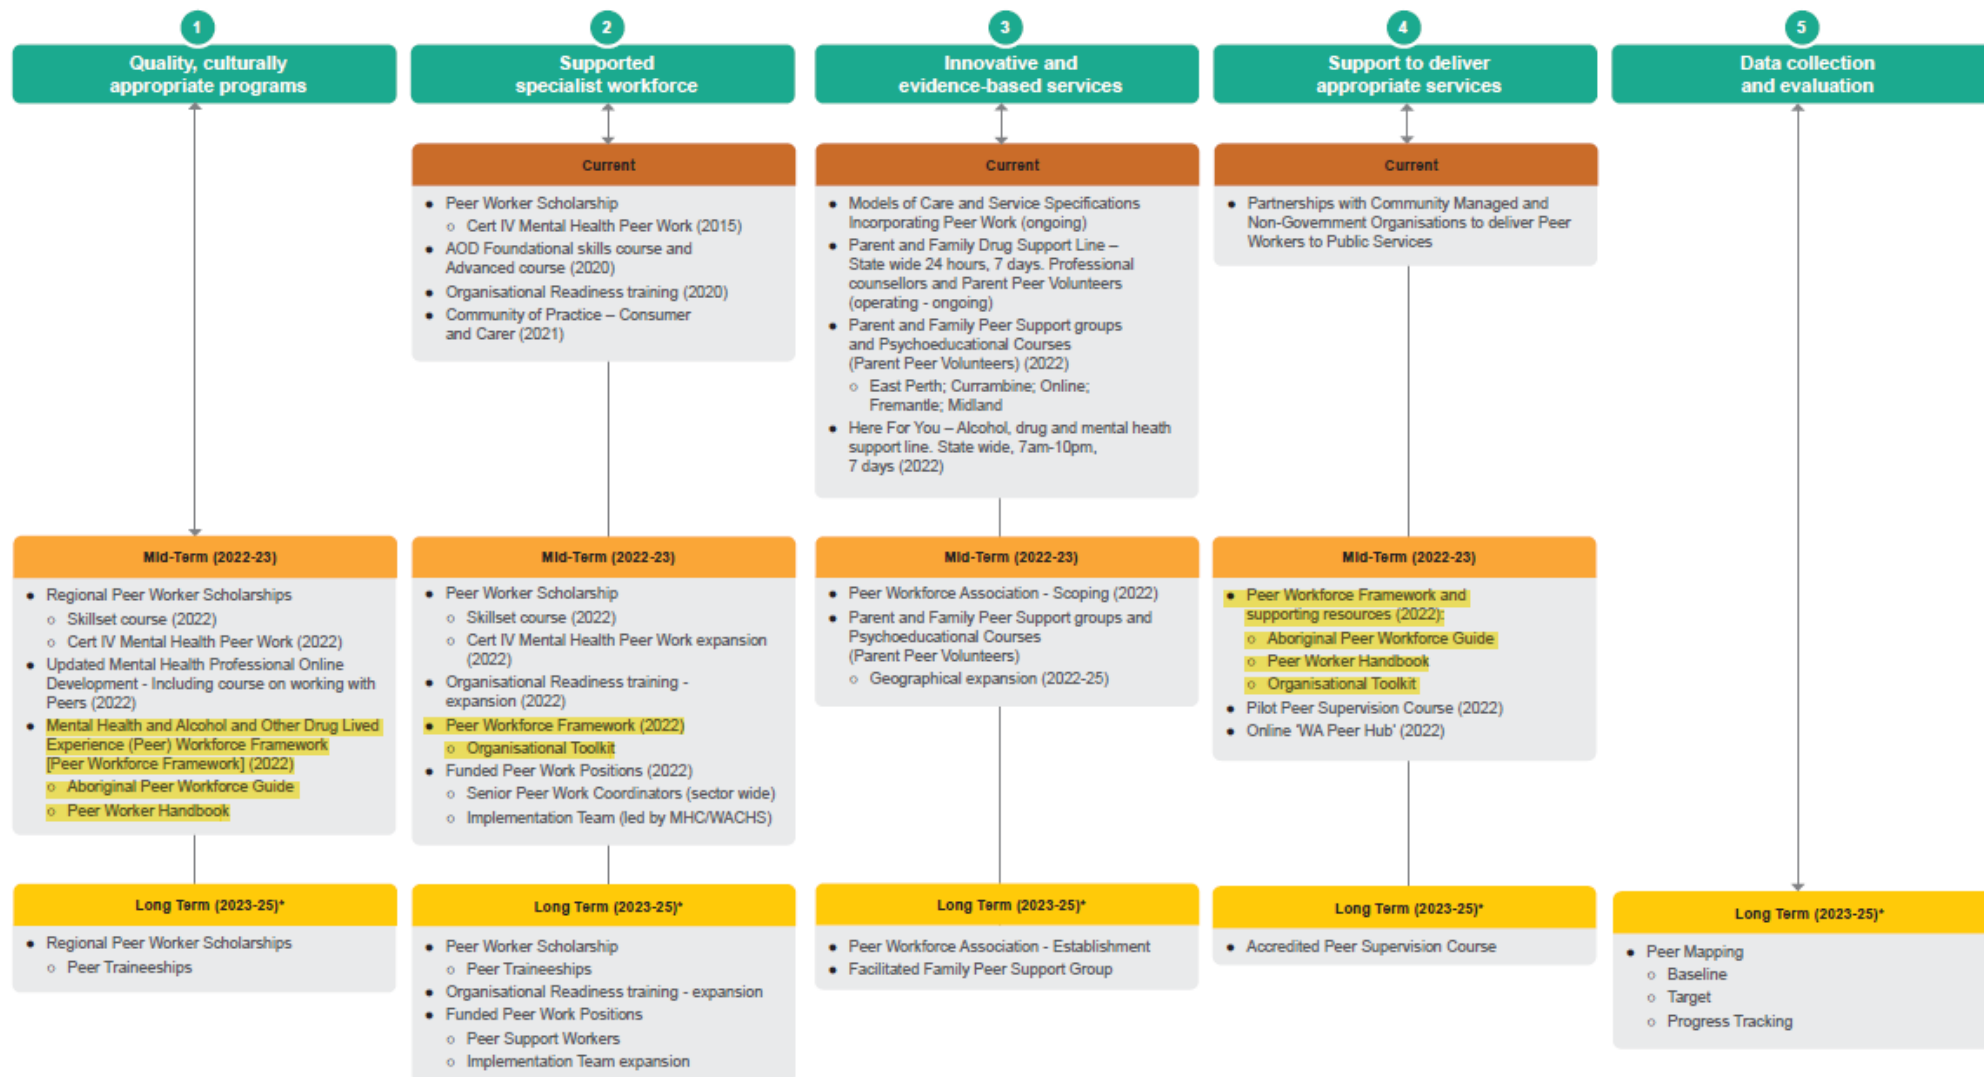 1
Quality, culturally
appropriate programs
Mid-Term (2022-23)
● Regional Peer Worker Scholarships
○ Skillset course (2022)
○ Cert IV Mental Health Peer Work (2022)
● Updated Mental Health Professional Online
Development - Including course on working with
Peers (2022)
● Mental Health and Alcohol and Other Drug Lived
Experience (Peer) Workforce Framework
[Peer Workforce Framework] (2022)
○ Aboriginal Peer Workforce Guide
○ Peer Worker Handbook
Long Term (2023-25)*
● Regional Peer Worker Scholarships
○ Peer Traineeships
2
Supported
specialist workforce
Current
● Peer Worker Scholarship
○ Cert IV Mental Health Peer Work (2015)
● AOD Foundational skills course and
Advanced course (2020)
● Organisational Readiness training (2020)
● Community of Practice – Consumer
and Carer (2021)
Mid-Term (2022-23)
● Peer Worker Scholarship
○ Skillset course (2022)
○ Cert IV Mental Health Peer Work expansion
(2022)
● Organisational Readiness training -
expansion (2022)
● Peer Workforce Framework (2022)
○ Organisational Toolkit
● Funded Peer Work Positions (2022)
○ Senior Peer Work Coordinators (sector wide)
○ Implementation Team (led by MHC/WACHS)
Long Term (2023-25)*
● Peer Worker Scholarship
○ Peer Traineeships
● Organisational Readiness training - expansion
● Funded Peer Work Positions
○ Peer Support Workers
○ Implementation Team expansion
3
Innovative and
evidence-based services
Current
● Models of Care and Service Specifications
Incorporating Peer Work (ongoing)
● Parent and Family Drug Support Line –
State wide 24 hours, 7 days. Professional
counsellors and Parent Peer Volunteers
(operating - ongoing)
● Parent and Family Peer Support groups
and Psychoeducational Courses
(Parent Peer Volunteers) (2022)
○ East Perth; Currambine; Online;
Fremantle; Midland
● Here For You – Alcohol, drug and mental heath
support line. State wide, 7am-10pm,
7 days (2022)
Mid-Term (2022-23)
● Peer Workforce Association - Scoping (2022)
● Parent and Family Peer Support groups and
Psychoeducational Courses
(Parent Peer Volunteers)
○ Geographical expansion (2022-25)
Long Term (2023-25)*
● Peer Workforce Association - Establishment
● Facilitated Family Peer Support Group
4
Support to deliver
appropriate services
Current
● Partnerships with Community Managed and
Non-Government Organisations to deliver Peer
Workers to Public Services
Mid-Term (2022-23)
● Peer Workforce Framework and
supporting resources (2022):
○ Aboriginal Peer Workforce Guide
○ Peer Worker Handbook
○ Organisational Toolkit
● Pilot Peer Supervision Course (2022)
● Online 'WA Peer Hub' (2022)
Long Term (2023-25)*
● Accredited Peer Supervision Course
5
Data collection
and evaluation
Long Term (2023-25)*
● Peer Mapping
○ Baseline
○ Target
○ Progress Tracking